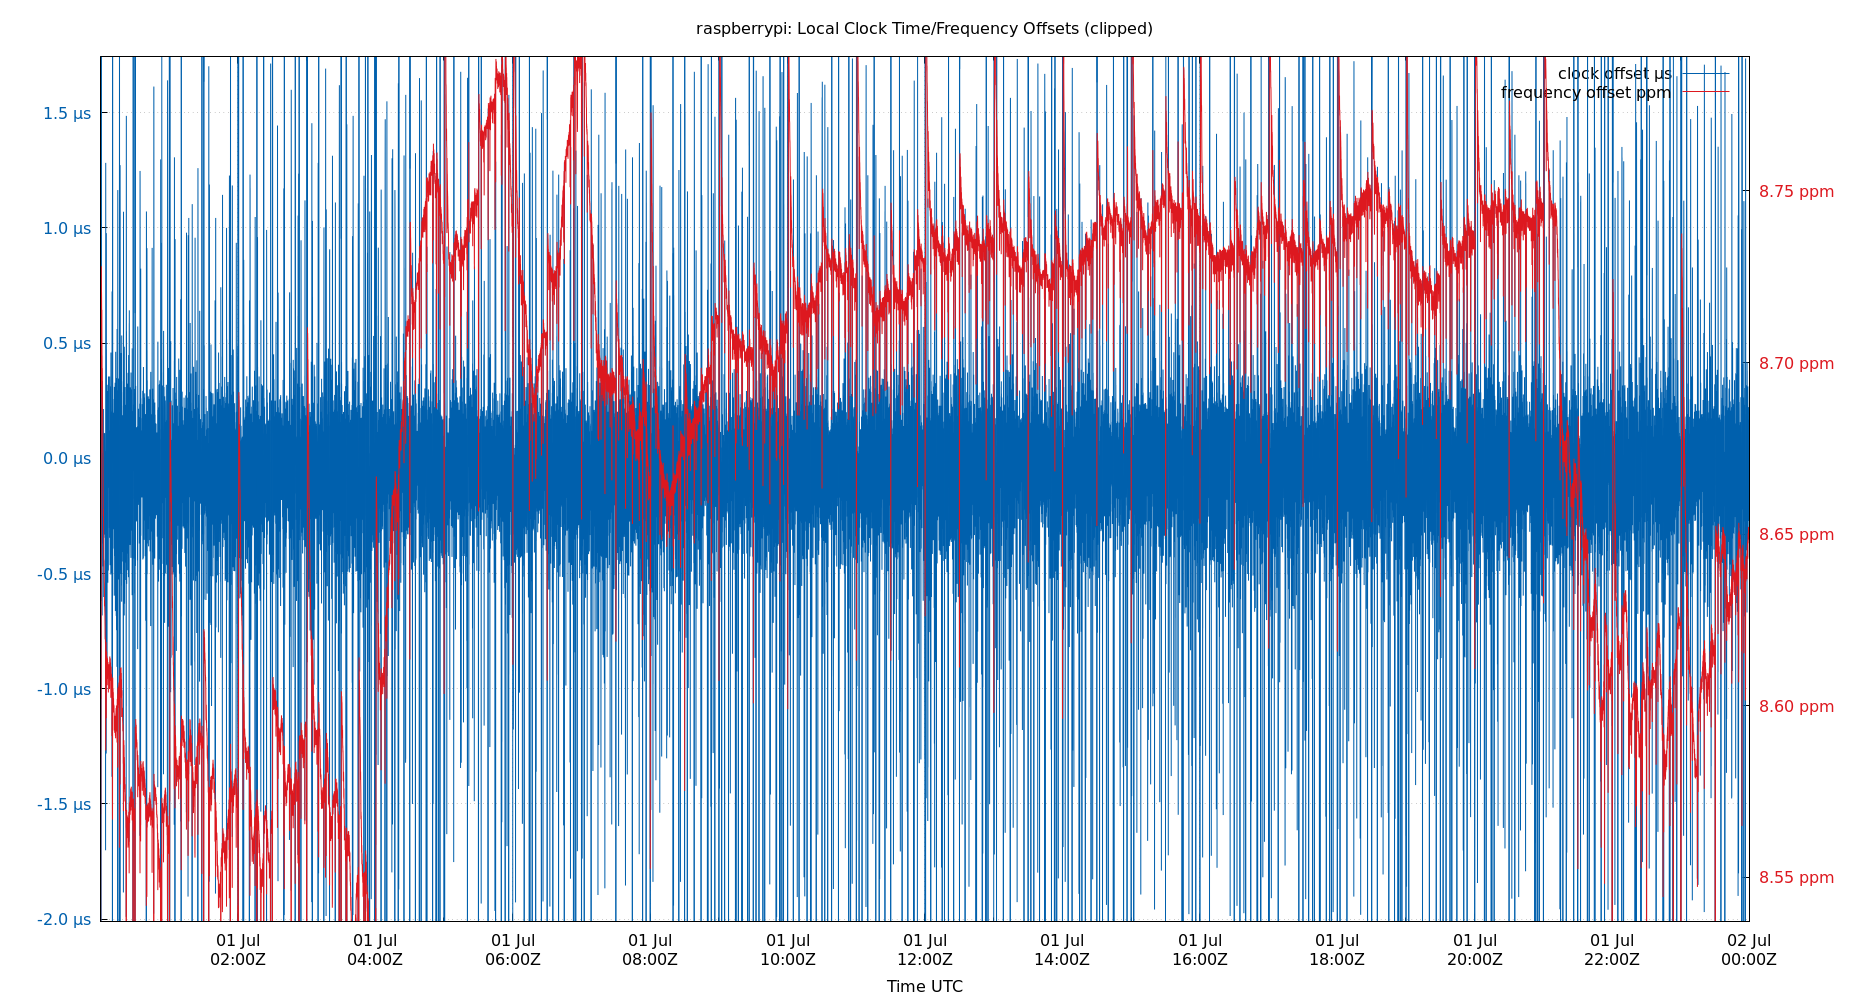 raspberrypi: Local Clock Time/Frequency Offsets (clipped)
clock offset µs
frequency offset ppm
1.5 µs
1.0 µs
0.5 µs
0.0 µs
-0.5 µs
-1.0 µs
-1.5 µs
-2.0 µs
8.75 ppm
8.70 ppm
8.65 ppm
8.60 ppm
8.55 ppm
01 Jul 01 Jul 01 Jul 01 Jul 01 Jul 01 Jul 01 Jul 01 Jul 01 Jul 01 Jul 01 Jul 02 Jul
02:00Z 04:00Z 06:00Z 08:00Z 10:00Z 12:00Z 14:00Z 16:00Z 18:00Z 20:00Z 22:00Z 00:00Z
Time UTC